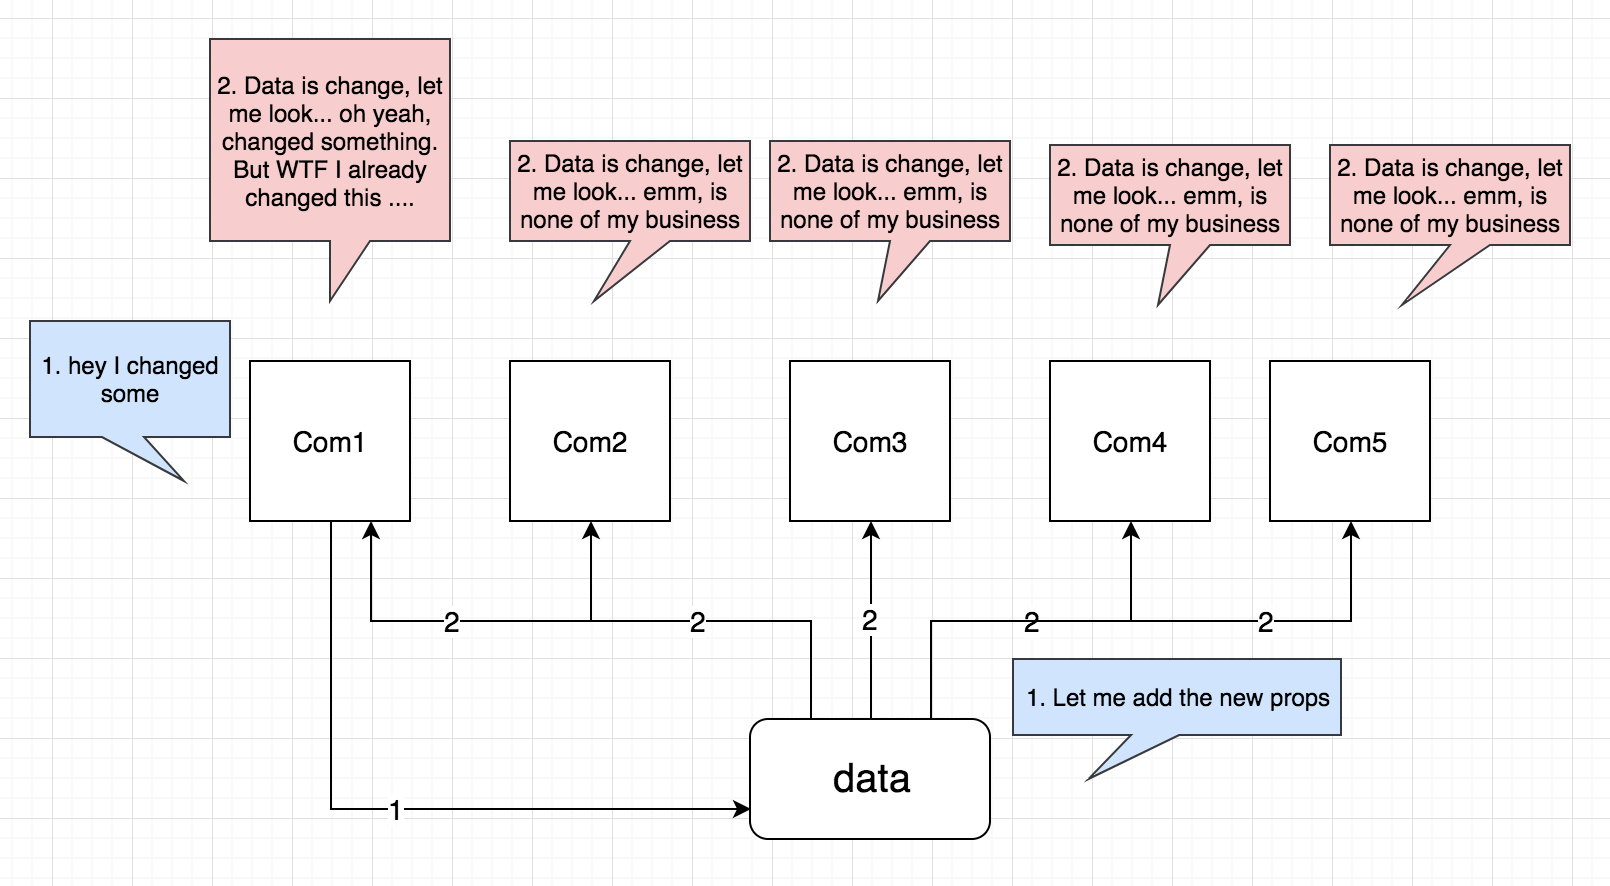 2. Data is change, let
me look... oh yeah,
changed something.
But WTF I already
changed this ....
2. Data is change, let
me look... emm, is
none of my business
2. Data is change, let
me look... emm, is
none of my business
2. Data is change, let
me look... emm, is
none of my business
2. Data is change, let
me look... emm, is
none of my business
1. hey I changed
some
Com1
Com2
Com3
Com4
Com5
2
2
2
2
2
1. Let me add the new props
data
1